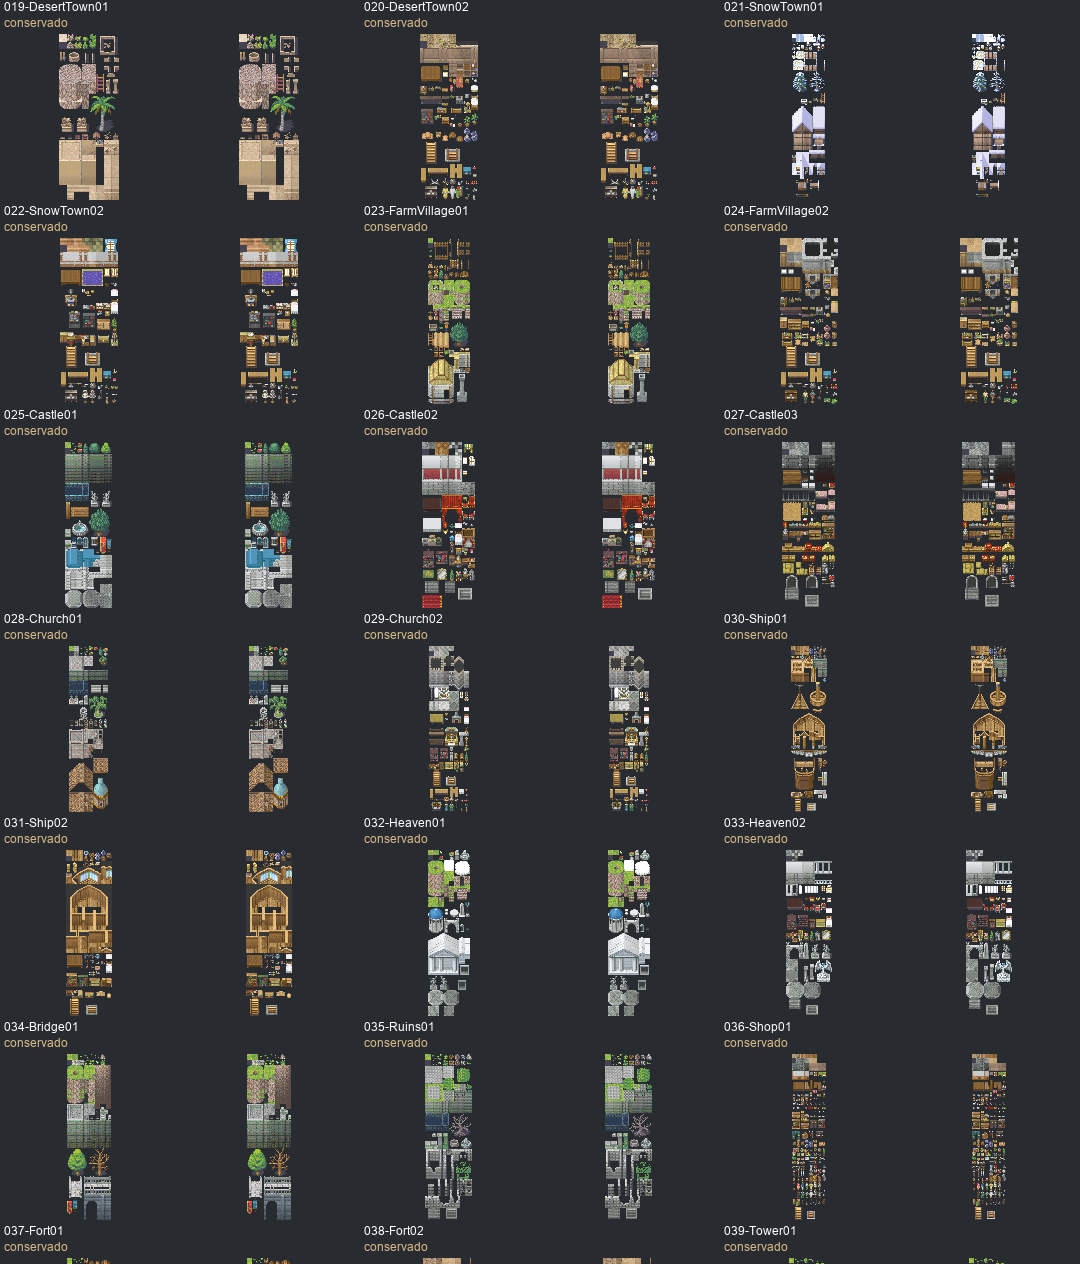 019-DesertTown01
conservado
020-DesertTown02
conservado
021-SnowTown01
conservado
022-SnowTown02
conservado
023-FarmVillage01
conservado
024-FarmVillage02
conservado
025-Castle01
conservado
026-Castle02
conservado
027-Castle03
conservado
028-Church01
conservado
029-Church02
conservado
030-Ship01
conservado
031-Ship02
conservado
032-Heaven01
conservado
033-Heaven02
conservado
034-Bridge01
conservado
035-Ruins01
conservado
036-Shop01
conservado
037-Fort01
conservado
038-Fort02
conservado
039-Tower01
conservado